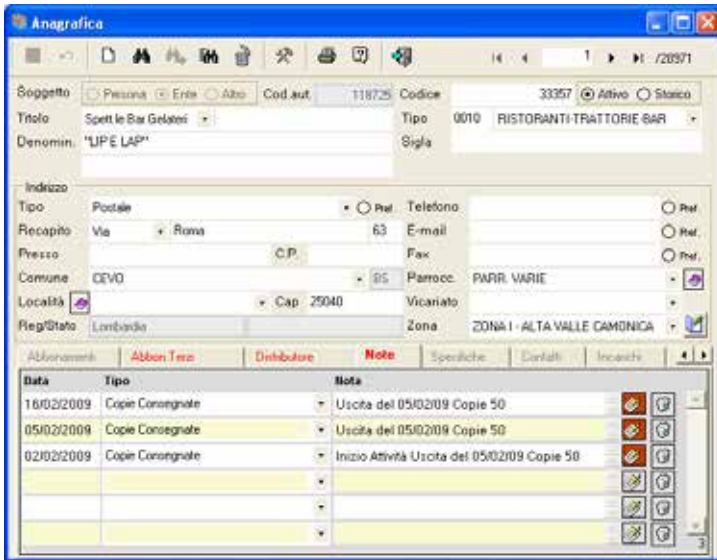 Anagrafica
1 /20971
Soggetto Persona Ente Altro Cod.aut. 118725 Codice 33357 Attivo Storico
Titolo Spett.le Bar Gelateri Tipo 0010 RISTORANTI-TRATTORIE-BAR
Denomin. "LIP'E LAP" Sigla
Indirizzo
Tipo Postale Pref. Telefono Pref.
Recapito Via Roma 63 E-mail Pref.
Presso C.P. Fax Pref.
Comune CEVO BS Parrocc. PARR. VARIE
Località Cap 25040 Vicariato
Reg/Stato Lombardia Zona ZONA I - ALTA VALLE CAMONICA
Abbonamenti Abbon.Terzi Distributore Note Specifiche Contatti Incarichi
Data Tipo Nota
16/02/2009 Copie Consegnate Uscita del 05/02/09 Copie 50
05/02/2009 Copie Consegnate Uscita del 05/02/09 Copie 50
02/02/2009 Copie Consegnate Inizio Attività Uscita del 05/02/09 Copie 50
3